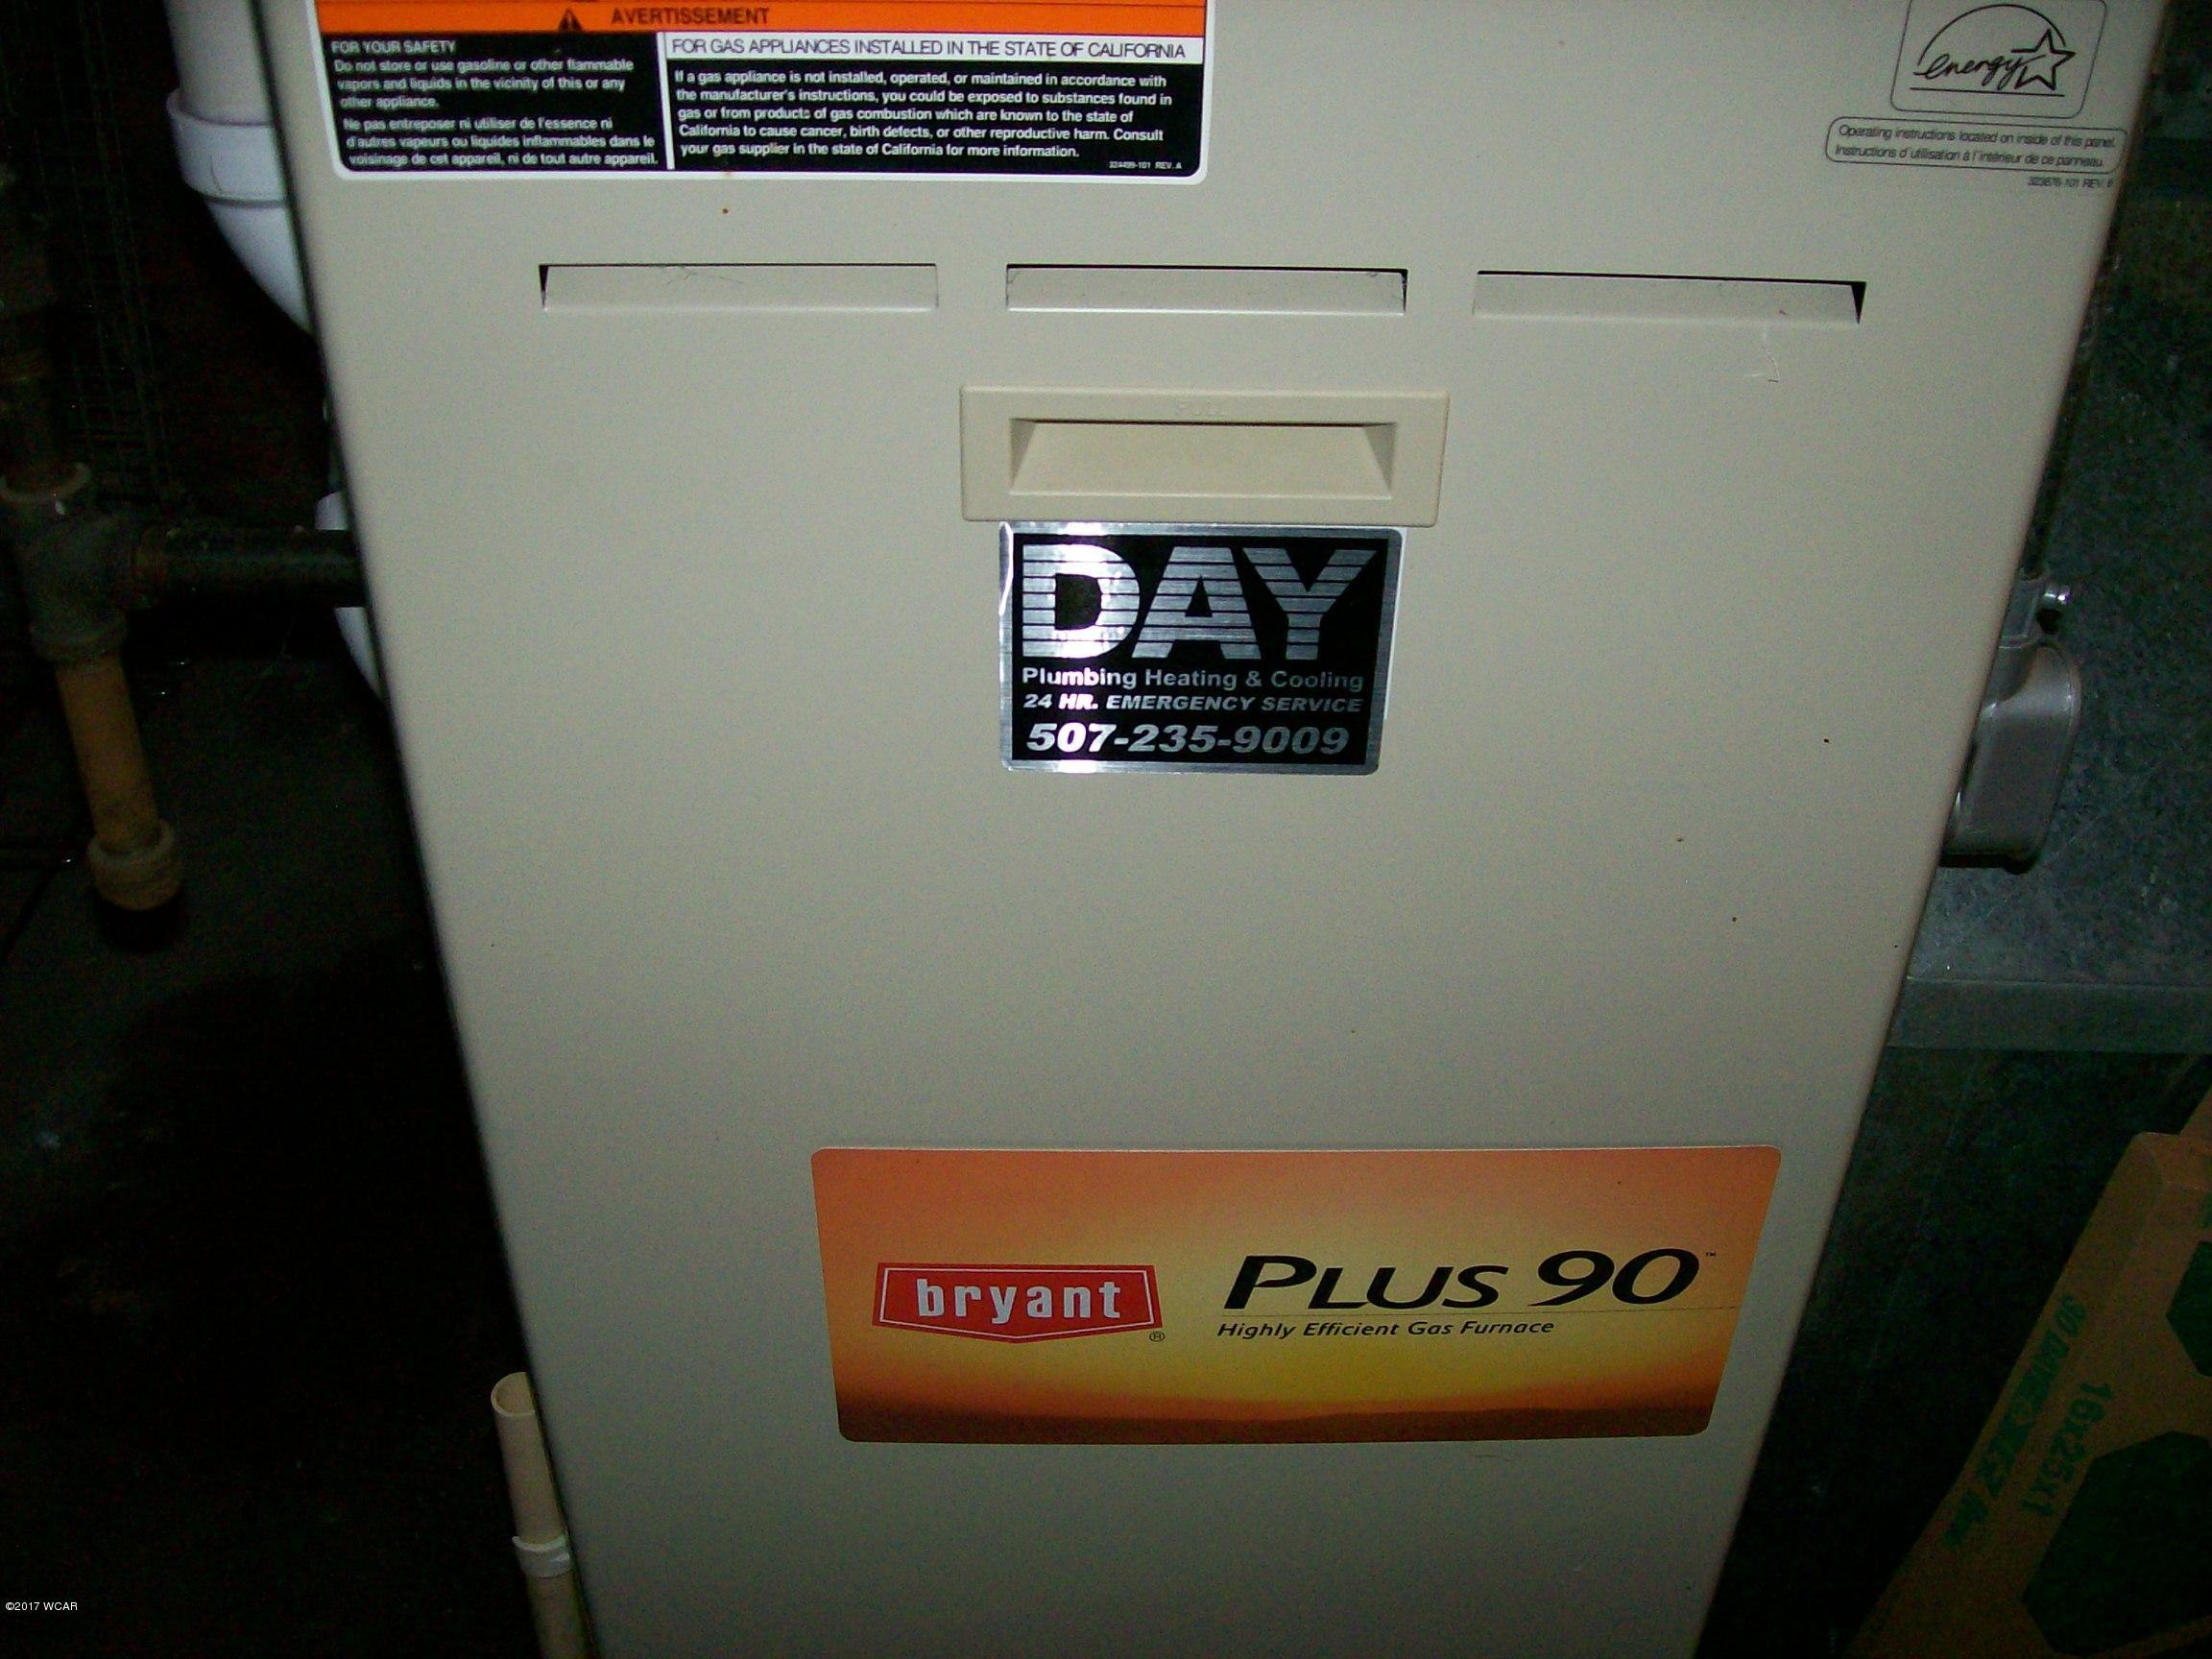 AVERTISSEMENT
FOR YOUR SAFETY
Do not store or use gasoline or other flammable
vapors and liquids in the vicinity of this or any
other appliance.
Ne pas entreposer ni utiliser de l'essence ni
d'autres vapeurs ou liquides inflammables dans le
voisinage de cet appareil, ni de tout autre appareil.
FOR GAS APPLIANCES INSTALLED IN THE STATE OF CALIFORNIA
If a gas appliance is not installed, operated, or maintained in accordance with
the manufacturer's instructions, you could be exposed to substances found in
gas or from products of gas combustion which are known to the state of
California to cause cancer, birth defects, or other reproductive harm. Consult
your gas supplier in the state of California for more information.
324499-101 REV. A
energy
Operating instructions located on inside of this panel.
Instructions d'utilisation à l'intérieur de ce panneau.
REV.
PULL
DAY
Plumbing Heating & Cooling
24 HR. EMERGENCY SERVICE
507-235-9009
bryant
®
PLUS 90™
Highly Efficient Gas Furnace
16x25x1
©2017 WCAR